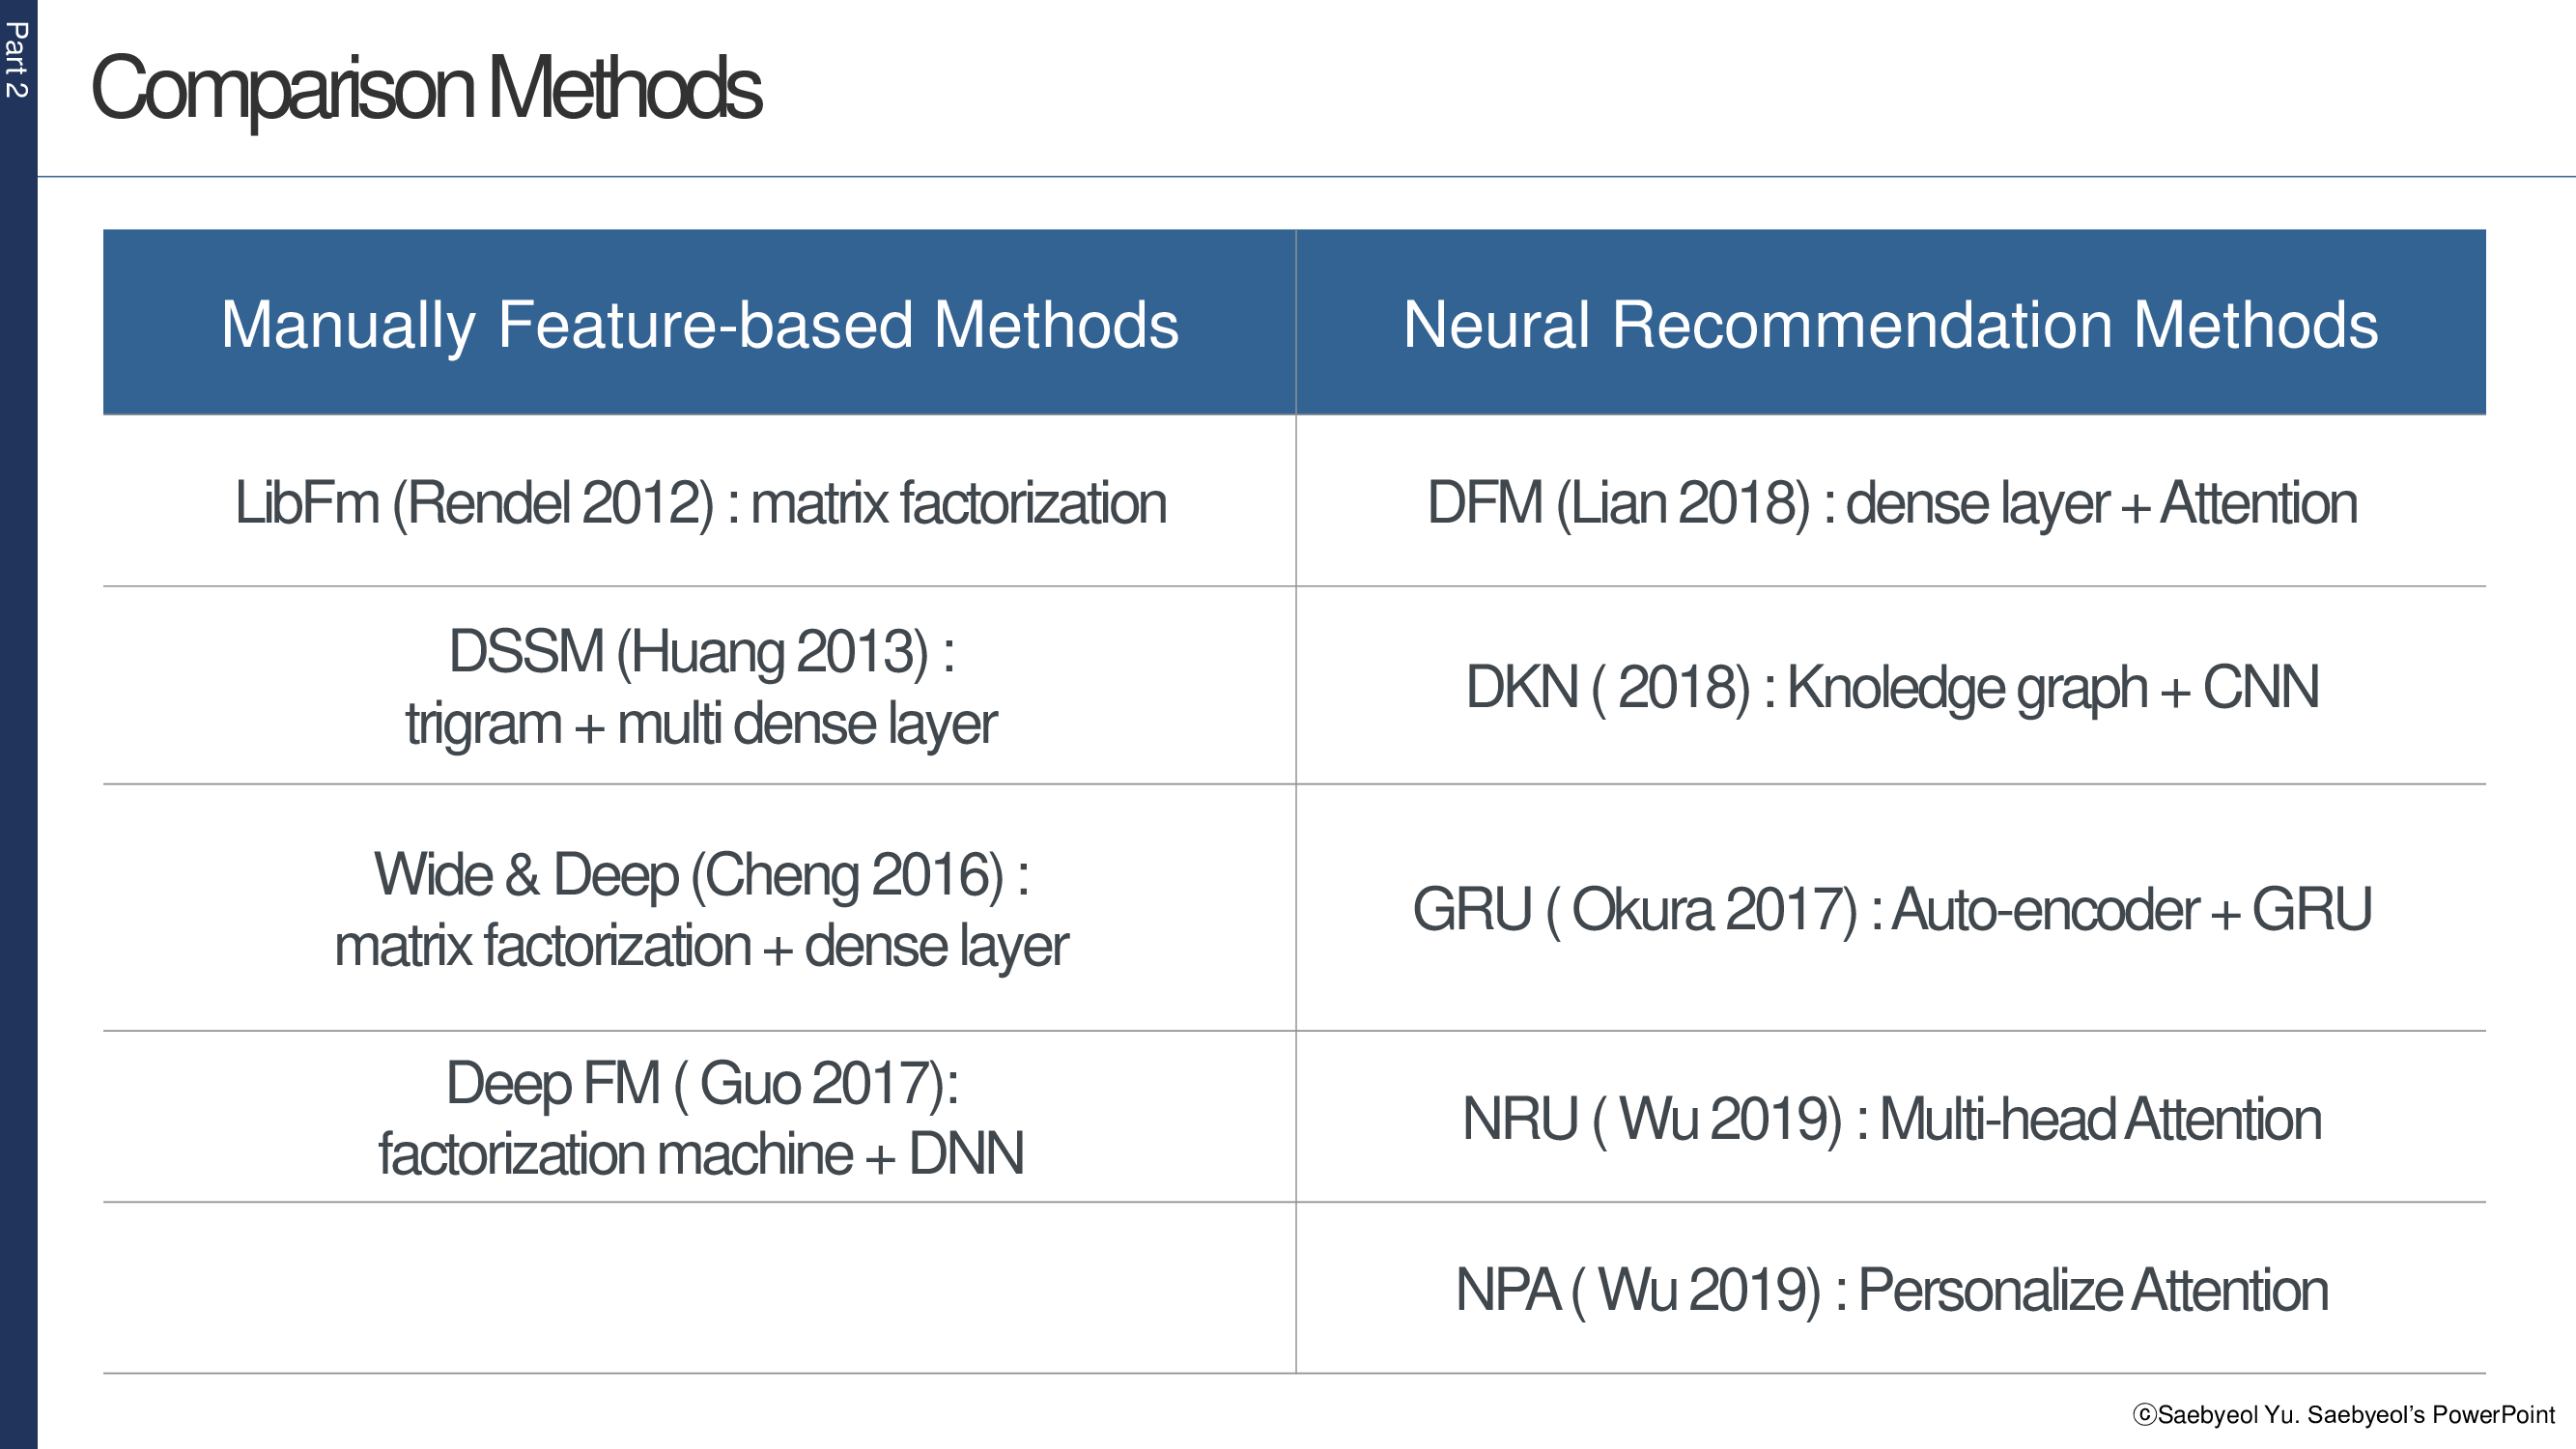 Part 2
Comparison Methods
Manually Feature-based Methods
Neural Recommendation Methods
LibFm (Rendel 2012) : matrix factorization
DFM (Lian 2018) : dense layer + Attention
DSSM (Huang 2013) :
trigram + multi dense layer
DKN ( 2018) : Knoledge graph + CNN
Wide & Deep (Cheng 2016) :
matrix factorization + dense layer
GRU ( Okura 2017) : Auto-encoder + GRU
Deep FM ( Guo 2017):
factorization machine + DNN
NRU ( Wu 2019) : Multi-head Attention
NPA ( Wu 2019) : Personalize Attention
ⓒSaebyeol Yu. Saebyeol’s PowerPoint